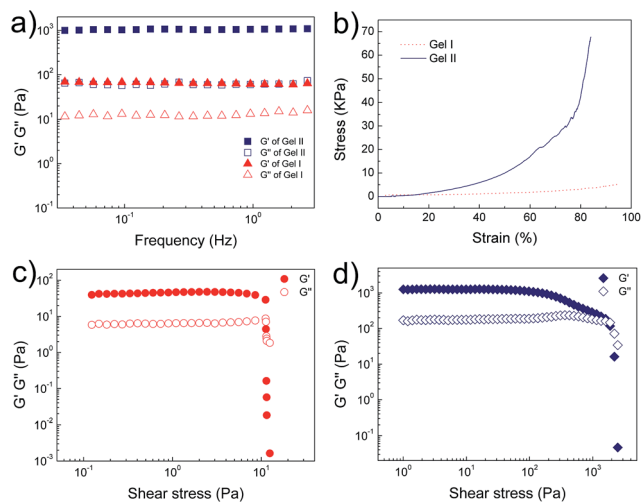 a)
10³
10²
10¹
10⁰
10⁻¹
G' G'' (Pa)
G' of Gel II
G'' of Gel II
G' of Gel I
G'' of Gel I
10⁻¹
10⁰
Frequency (Hz)
b)
70
60
50
40
30
20
10
0
-10
Stress (KPa)
Gel I
Gel II
0 20 40 60 80 100
Strain (%)
c)
10²
10¹
10⁰
10⁻¹
10⁻²
10⁻³
G' G'' (Pa)
G'
G''
10⁻¹ 10⁰ 10¹ 10²
Shear stress (Pa)
d)
10³
10²
10¹
10⁰
10⁻¹
G' G'' (Pa)
G'
G''
10⁰ 10¹ 10² 10³
Shear stress (Pa)